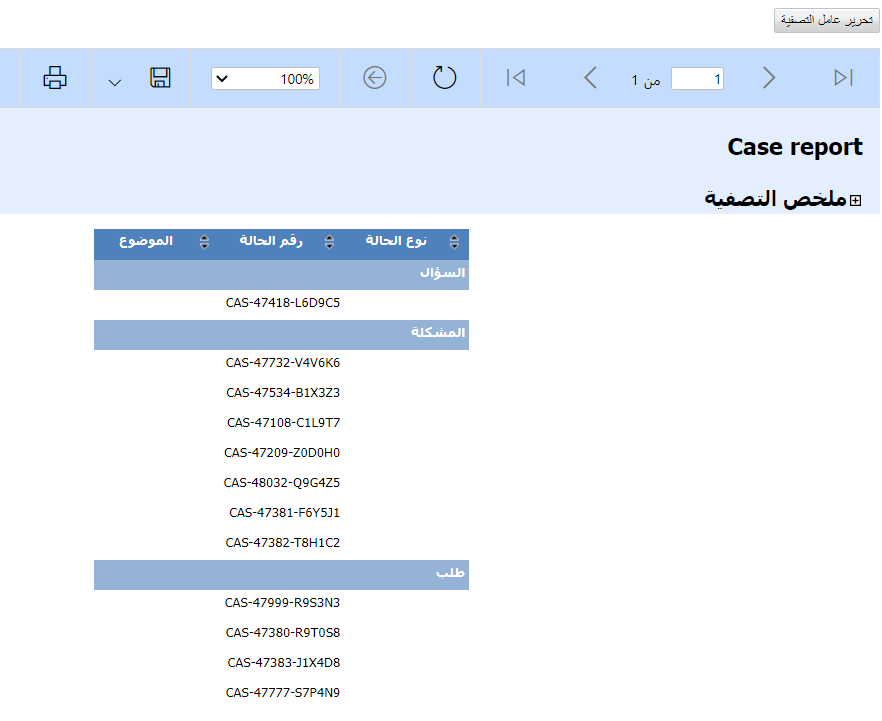 تحرير عامل التصفية
1 من 1
100%
Case report
ملخص التصفية
نوع الحالة رقم الحالة الموضوع
السؤال
CAS-47418-L6D9C5
المشكلة
CAS-47732-V4V6K6
CAS-47534-B1X3Z3
CAS-47108-C1L9T7
CAS-47209-Z0D0H0
CAS-48032-Q9G4Z5
CAS-47381-F6Y5J1
CAS-47382-T8H1C2
طلب
CAS-47999-R9S3N3
CAS-47380-R9T0S8
CAS-47383-J1X4D8
CAS-47777-S7P4N9